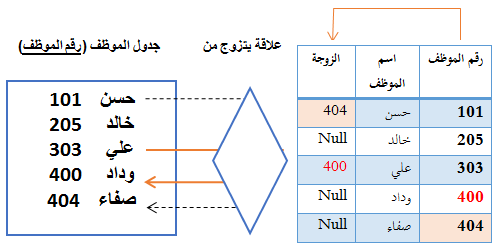 جدول الموظف (رقم الموظف) علاقة يتزوج من
رقم الموظف اسم الموظف الزوجة
101 حسن 404
205 خالد Null
303 علي 400
400 وداد Null
404 صفاء Null
حسن 101
خالد 205
علي 303
وداد 400
صفاء 404